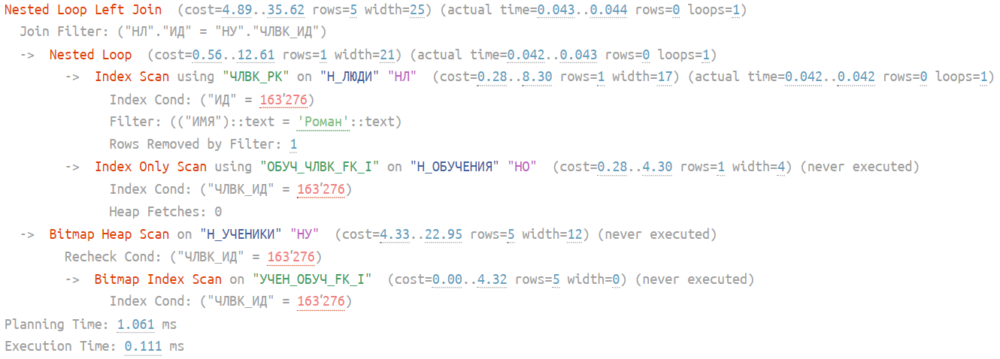 Nested Loop Left Join (cost=4.89..35.62 rows=5 width=25) (actual time=0.043..0.044 rows=0 loops=1)
Join Filter: ("НЛ"."ИД" = "НУ"."ЧЛВК_ИД")
-> Nested Loop (cost=0.56..12.61 rows=1 width=21) (actual time=0.042..0.043 rows=0 loops=1)
-> Index Scan using "ЧЛВК_PK" on "Н_ЛЮДИ" "НЛ" (cost=0.28..8.30 rows=1 width=17) (actual time=0.042..0.042 rows=0 loops=1)
Index Cond: ("ИД" = 163’276)
Filter: (("ИМЯ")::text = 'Роман'::text)
Rows Removed by Filter: 1
-> Index Only Scan using "ОБУЧ_ЧЛВК_FK_I" on "Н_ОБУЧЕНИЯ" "НО" (cost=0.28..4.30 rows=1 width=4) (never executed)
Index Cond: ("ЧЛВК_ИД" = 163’276)
Heap Fetches: 0
-> Bitmap Heap Scan on "Н_УЧЕНИКИ" "НУ" (cost=4.33..22.95 rows=5 width=12) (never executed)
Recheck Cond: ("ЧЛВК_ИД" = 163’276)
-> Bitmap Index Scan on "УЧЕН_ОБУЧ_FK_I" (cost=0.00..4.32 rows=5 width=0) (never executed)
Index Cond: ("ЧЛВК_ИД" = 163’276)
Planning Time: 1.061 ms
Execution Time: 0.111 ms